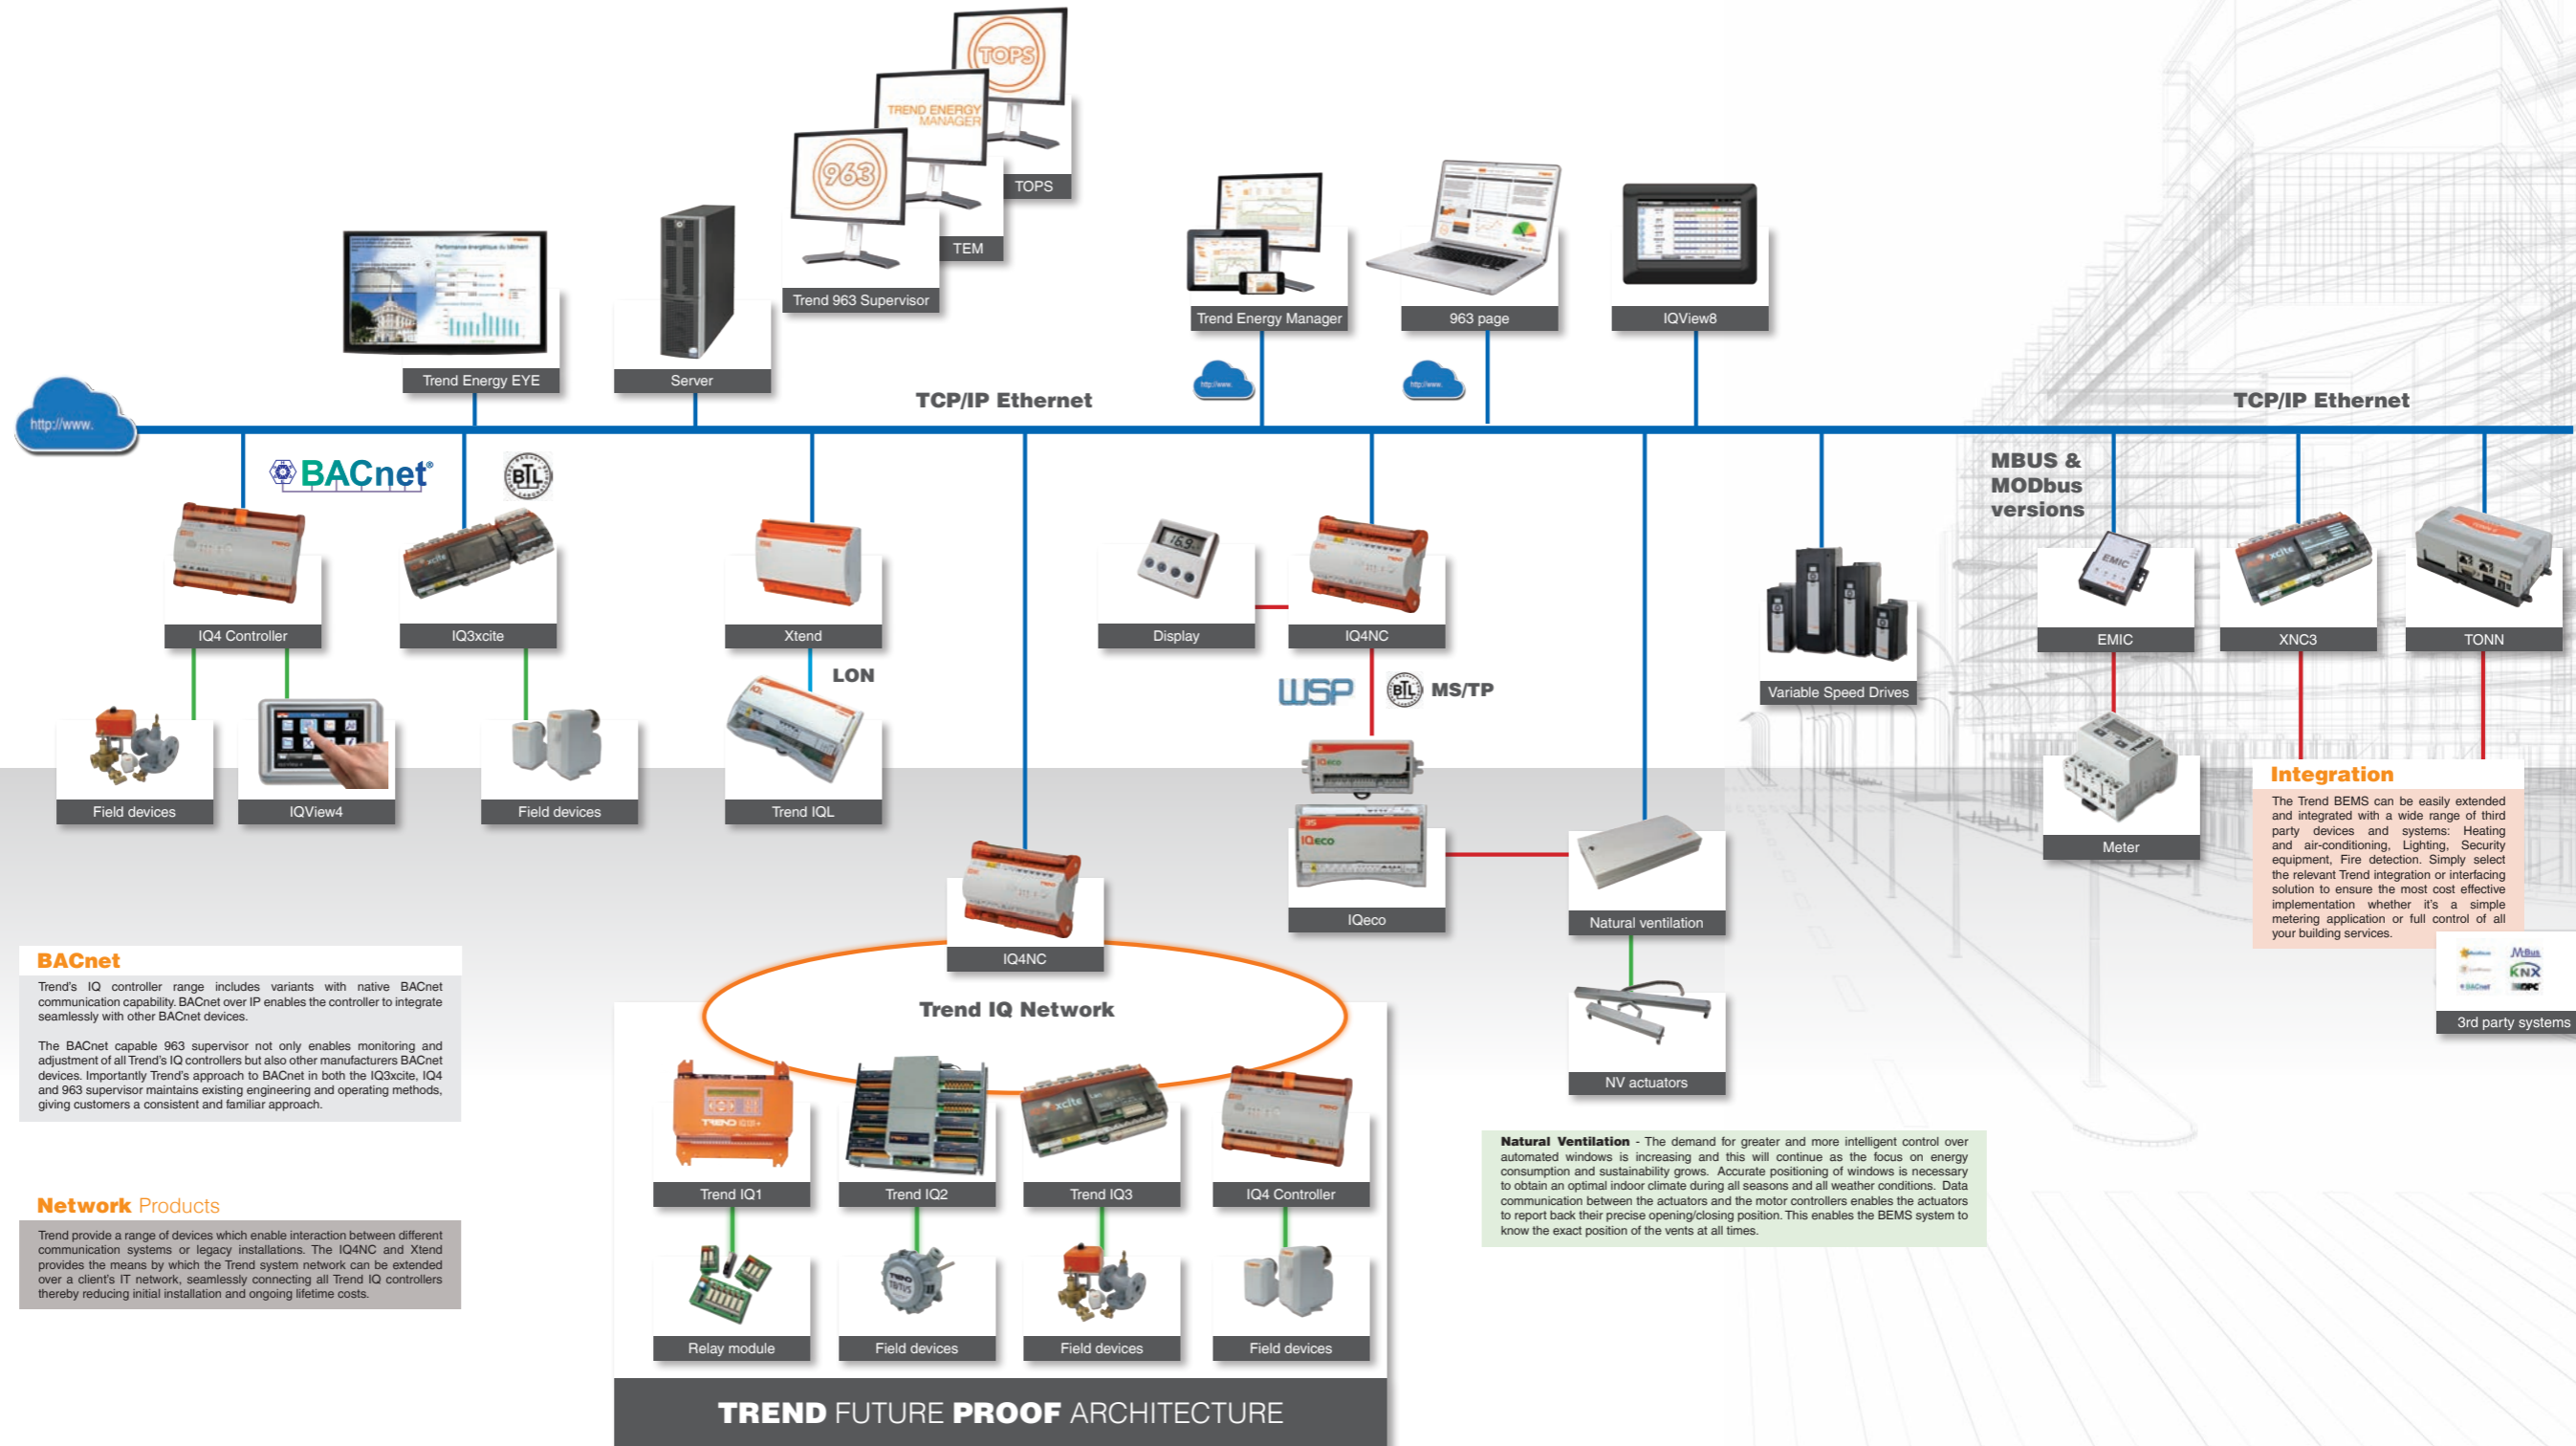 TOPS
TREND ENERGY
MANAGER
963
TOPS
TEM
Trend 963 Supervisor
Trend Energy EYE
Server
Trend Energy Manager
963 page
IQView8
http://www.
http://www.
http://www.
TCP/IP Ethernet
TCP/IP Ethernet
BACnet®
BTL
MBUS &
MODbus
versions
16.9
EMIC
IQ4 Controller
IQ3xcite
Xtend
Display
IQ4NC
Variable Speed Drives
EMIC
XNC3
TONN
LON
WSP
BTL
MS/TP
Field devices
IQView4
Field devices
Trend IQL
IQeco
IQeco
IQeco
Natural ventilation
Meter
Integration
The Trend BEMS can be easily extended
and integrated with a wide range of third
party devices and systems: Heating
and air-conditioning, Lighting, Security
equipment, Fire detection. Simply select
the relevant Trend integration or interfacing
solution to ensure the most cost effective
implementation whether it's a simple
metering application or full control of all
your building services.
M-Bus
KNX
BACnet
OPC
3rd party systems
IQ4NC
Trend IQ Network
NV actuators
BACnet
Trend's IQ controller range includes variants with native BACnet
communication capability. BACnet over IP enables the controller to integrate
seamlessly with other BACnet devices.
The BACnet capable 963 supervisor not only enables monitoring and
adjustment of all Trend's IQ controllers but also other manufacturers BACnet
devices. Importantly Trend's approach to BACnet in both the IQ3xcite, IQ4
and 963 supervisor maintains existing engineering and operating methods,
giving customers a consistent and familiar approach.
Network Products
Trend provide a range of devices which enable interaction between different
communication systems or legacy installations. The IQ4NC and Xtend
provides the means by which the Trend system network can be extended
over a client's IT network, seamlessly connecting all Trend IQ controllers
thereby reducing initial installation and ongoing lifetime costs.
Trend IQ1
Trend IQ2
Trend IQ3
IQ4 Controller
Relay module
Field devices
Field devices
Field devices
Natural Ventilation - The demand for greater and more intelligent control over
automated windows is increasing and this will continue as the focus on energy
consumption and sustainability grows. Accurate positioning of windows is necessary
to obtain an optimal indoor climate during all seasons and all weather conditions. Data
communication between the actuators and the motor controllers enables the actuators
to report back their precise opening/closing position. This enables the BEMS system to
know the exact position of the vents at all times.
TREND FUTURE PROOF ARCHITECTURE